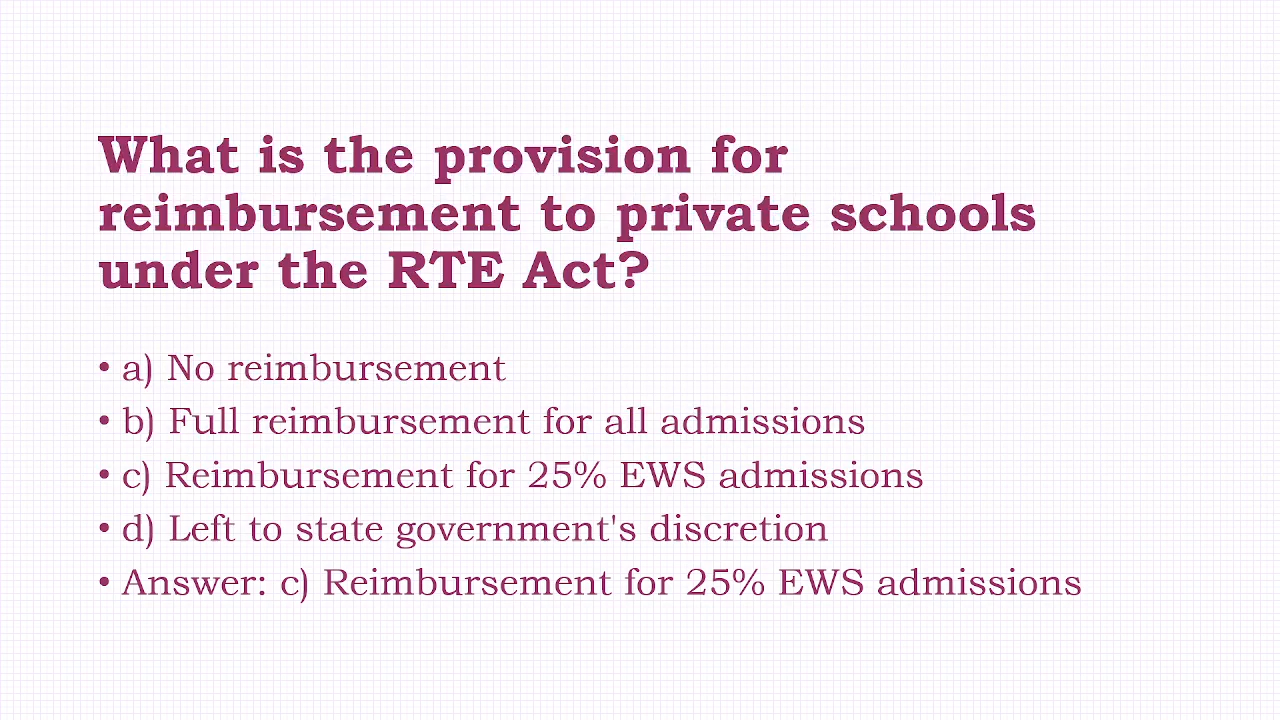 What is the provision for
reimbursement to private schools
under the RTE Act?
• a) No reimbursement
• b) Full reimbursement for all admissions
• c) Reimbursement for 25% EWS admissions
• d) Left to state government's discretion
• Answer: c) Reimbursement for 25% EWS admissions